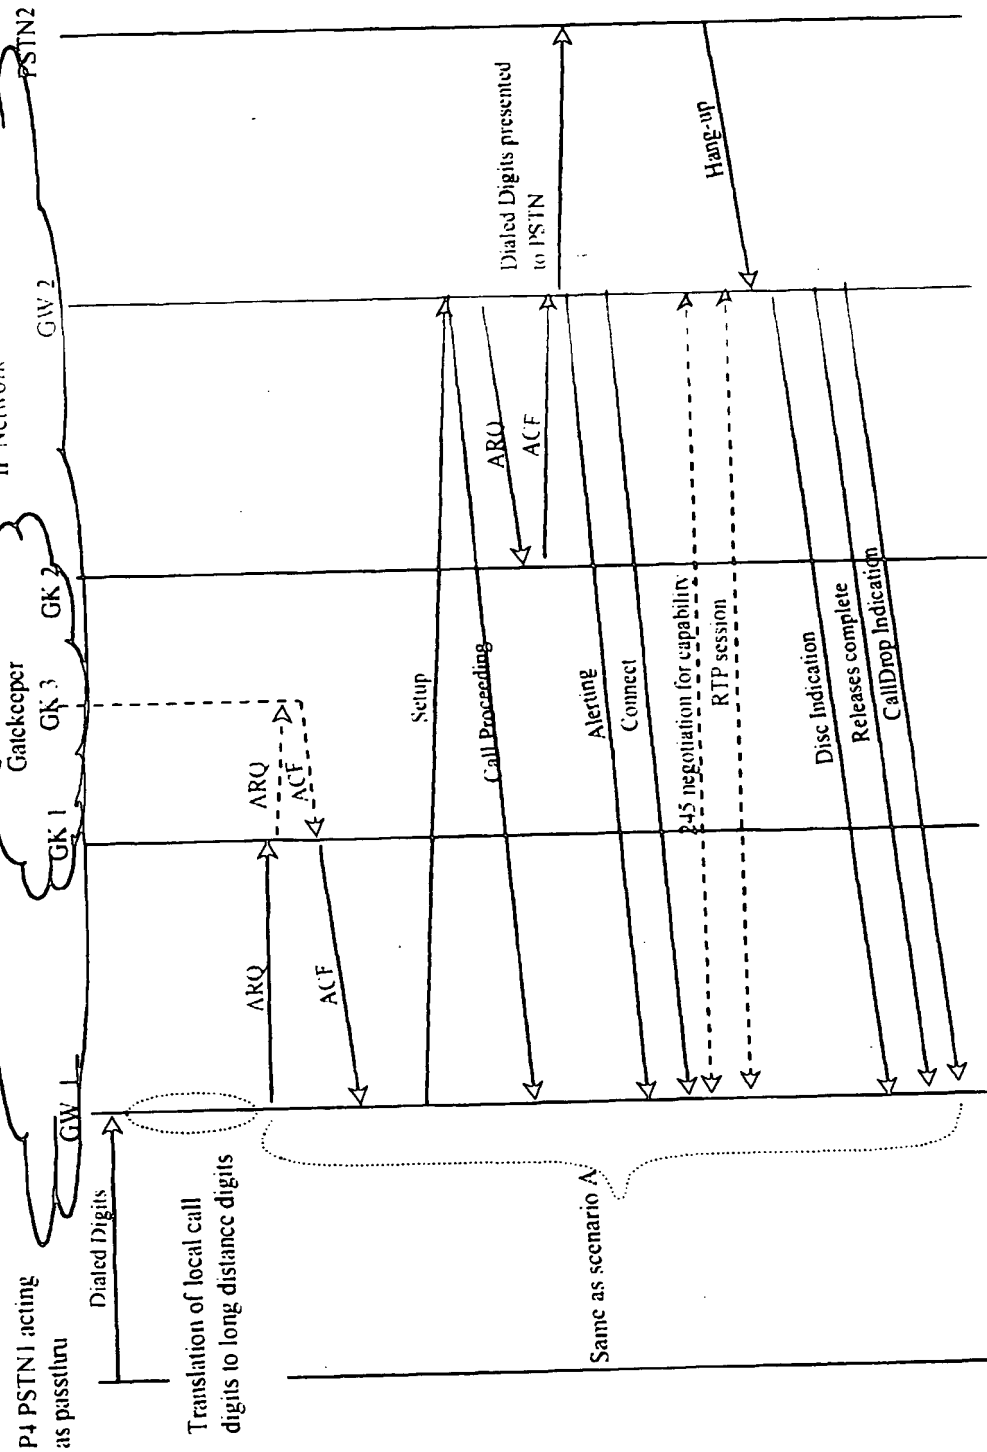 P4 PSTN1 acting
as passthru
GW 1
GK 1
Gatekeeper
GK 3
GK 2
GW 2
PSTN2
Dialed Digits
Translation of local call
digits to long distance digits
ARQ
ARQ
ACF
ACF
Setup
Call Proceeding
ARQ
ACF
Dialed Digits presented
to PSTN
Alerting
Connect
245 negotiation for capability
RTP session
Hang-up
Disc Indication
Releases complete
CallDrop Indication
Same as scenario A